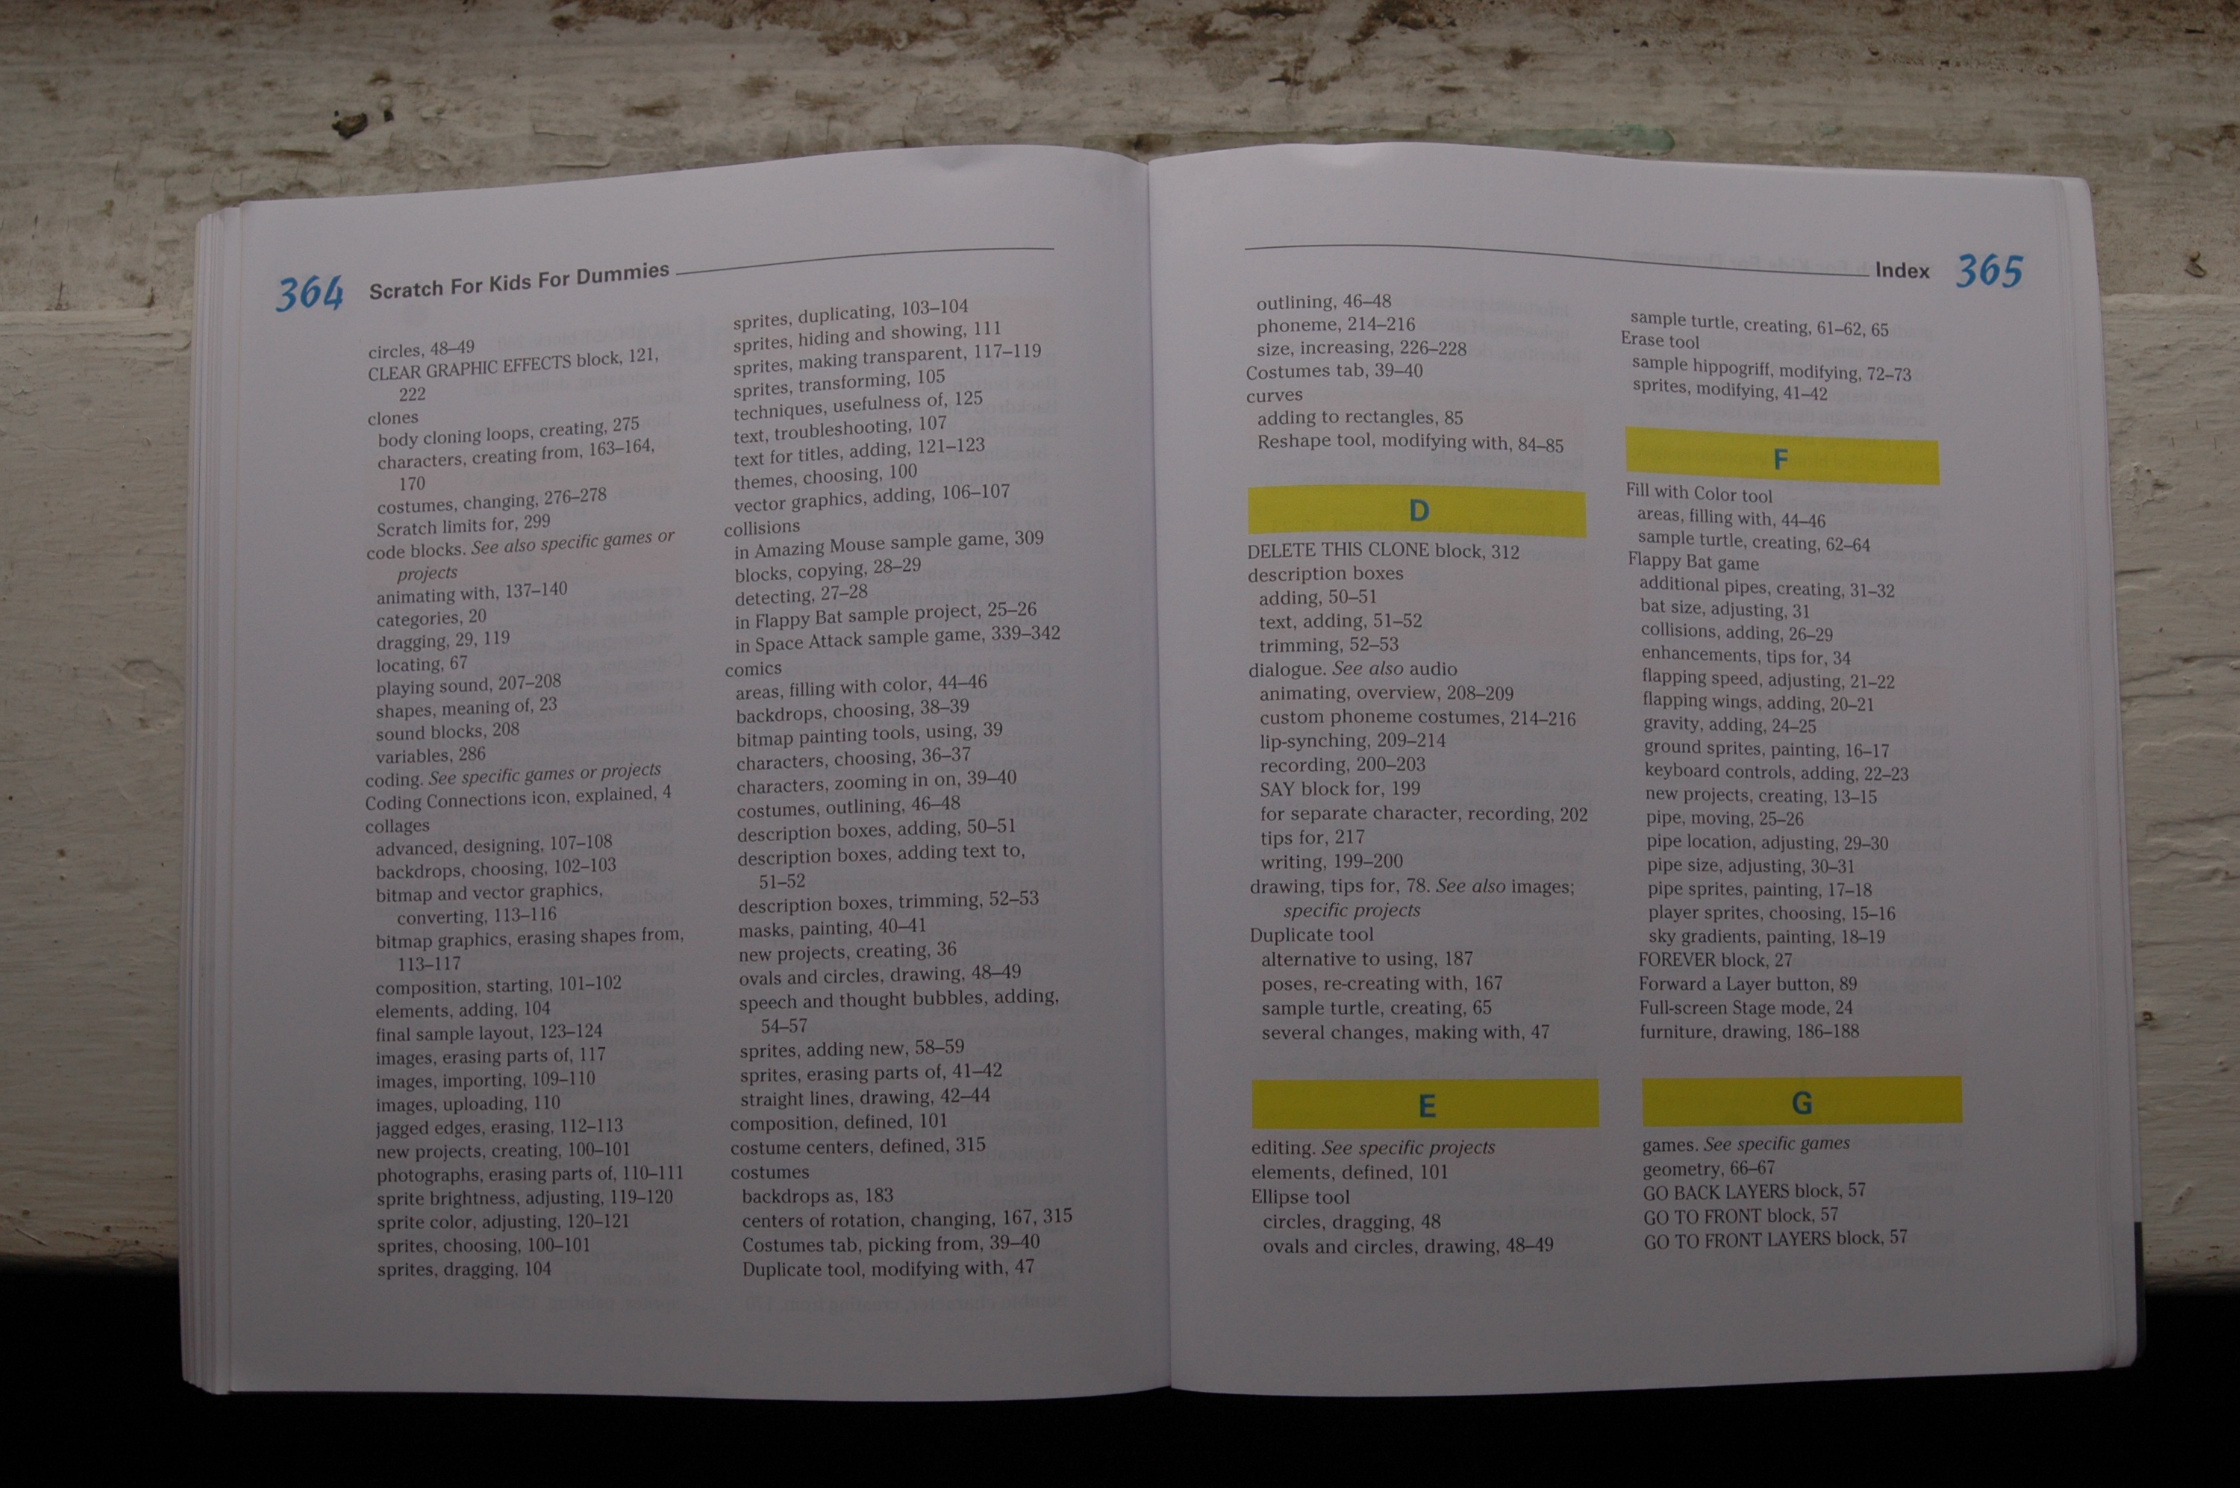 364 Scratch For Kids For Dummies
circles, 48–49
CLEAR GRAPHIC EFFECTS block, 121,
222
clones
body cloning loops, creating, 275
characters, creating from, 163–164,
170
costumes, changing, 276–278
Scratch limits for, 299
code blocks. See also specific games or
projects
animating with, 137–140
categories, 20
dragging, 29, 119
locating, 67
playing sound, 207–208
shapes, meaning of, 23
sound blocks, 208
variables, 286
coding. See specific games or projects
Coding Connections icon, explained, 4
collages
advanced, designing, 107–108
backdrops, choosing, 102–103
bitmap and vector graphics,
converting, 113–116
bitmap graphics, erasing shapes from,
113–117
composition, starting, 101–102
elements, adding, 104
final sample layout, 123–124
images, erasing parts of, 117
images, importing, 109–110
images, uploading, 110
jagged edges, erasing, 112–113
new projects, creating, 100–101
photographs, erasing parts of, 110–111
sprite brightness, adjusting, 119–120
sprite color, adjusting, 120–121
sprites, choosing, 100–101
sprites, dragging, 104
sprites, duplicating, 103–104
sprites, hiding and showing, 111
sprites, making transparent, 117–119
sprites, transforming, 105
techniques, usefulness of, 125
text, troubleshooting, 107
text for titles, adding, 121–123
themes, choosing, 100
vector graphics, adding, 106–107
collisions
in Amazing Mouse sample game, 309
blocks, copying, 28–29
detecting, 27–28
in Flappy Bat sample project, 25–26
in Space Attack sample game, 339–342
comics
areas, filling with color, 44–46
backdrops, choosing, 38–39
bitmap painting tools, using, 39
characters, choosing, 36–37
characters, zooming in on, 39–40
costumes, outlining, 46–48
description boxes, adding, 50–51
description boxes, adding text to,
51–52
description boxes, trimming, 52–53
masks, painting, 40–41
new projects, creating, 36
ovals and circles, drawing, 48–49
speech and thought bubbles, adding,
54–57
sprites, adding new, 58–59
sprites, erasing parts of, 41–42
straight lines, drawing, 42–44
composition, defined, 101
costume centers, defined, 315
costumes
backdrops as, 183
centers of rotation, changing, 167, 315
Costumes tab, picking from, 39–40
Duplicate tool, modifying with, 47
Index 365
outlining, 46–48
phoneme, 214–216
size, increasing, 226–228
Costumes tab, 39–40
curves
adding to rectangles, 85
Reshape tool, modifying with, 84–85
D
DELETE THIS CLONE block, 312
description boxes
adding, 50–51
text, adding, 51–52
trimming, 52–53
dialogue. See also audio
animating, overview, 208–209
custom phoneme costumes, 214–216
lip-synching, 209–214
recording, 200–203
SAY block for, 199
for separate character, recording, 202
tips for, 217
writing, 199–200
drawing, tips for, 78. See also images;
specific projects
Duplicate tool
alternative to using, 187
poses, re-creating with, 167
sample turtle, creating, 65
several changes, making with, 47
E
editing. See specific projects
elements, defined, 101
Ellipse tool
circles, dragging, 48
ovals and circles, drawing, 48–49
sample turtle, creating, 61–62, 65
Erase tool
sample hippogriff, modifying, 72–73
sprites, modifying, 41–42
F
Fill with Color tool
areas, filling with, 44–46
sample turtle, creating, 62–64
Flappy Bat game
additional pipes, creating, 31–32
bat size, adjusting, 31
collisions, adding, 26–29
enhancements, tips for, 34
flapping speed, adjusting, 21–22
flapping wings, adding, 20–21
gravity, adding, 24–25
ground sprites, painting, 16–17
keyboard controls, adding, 22–23
new projects, creating, 13–15
pipe, moving, 25–26
pipe location, adjusting, 29–30
pipe size, adjusting, 30–31
pipe sprites, painting, 17–18
player sprites, choosing, 15–16
sky gradients, painting, 18–19
FOREVER block, 27
Forward a Layer button, 89
Full-screen Stage mode, 24
furniture, drawing, 186–188
G
games. See specific games
geometry, 66–67
GO BACK LAYERS block, 57
GO TO FRONT block, 57
GO TO FRONT LAYERS block, 57